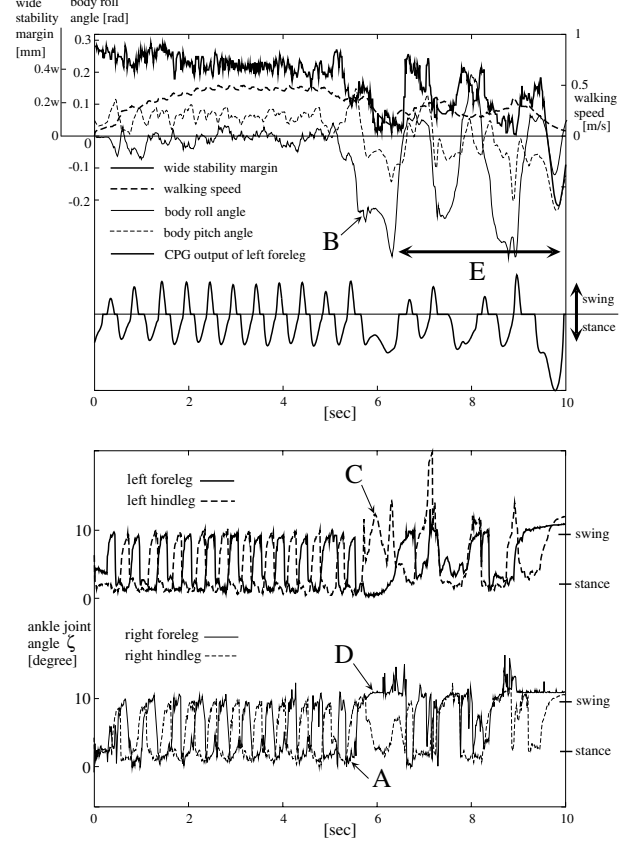 wide
stability
margin
[mm]
body roll
angle [rad]
0.3
0.2
0.1
0
-0.1
-0.2
0.4w
0.2w
0
1
0.5
0
walking
speed
[m/s]
wide stability margin
walking speed
body roll angle
body pitch angle
CPG output of left foreleg
B
E
swing
stance
0 2 4 6 8 10
[sec]
left foreleg
left hindleg
C
10
0
swing
stance
ankle joint
angle ζ
[degree]
right foreleg
right hindleg
D
10
0
swing
stance
A
0 2 4 6 8 10
[sec]